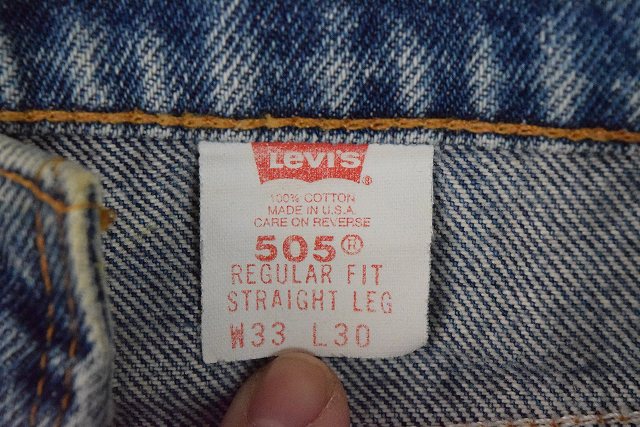 Levi's ®
100% COTTON
MADE IN U.S.A.
CARE ON REVERSE
505®
REGULAR FIT
STRAIGHT LEG
W33 L30